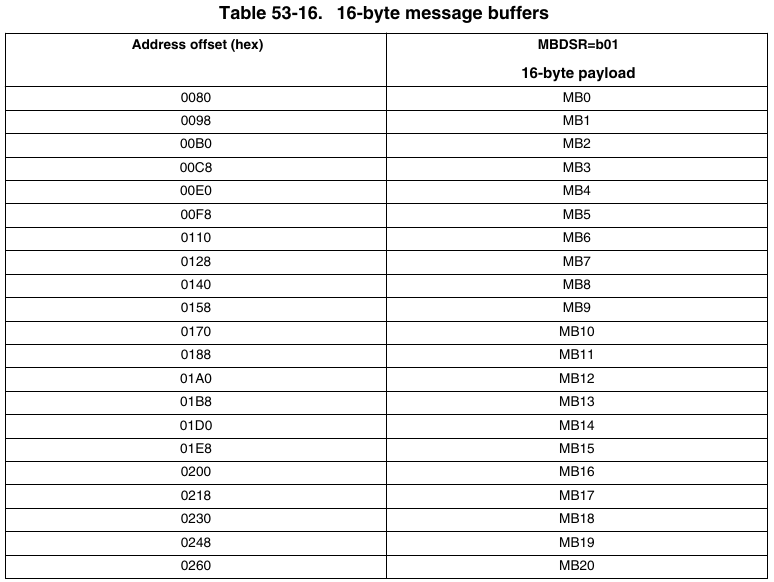 Table 53-16. 16-byte message buffers
Address offset (hex) MBDSR=b01
16-byte payload
0080 MB0
0098 MB1
00B0 MB2
00C8 MB3
00E0 MB4
00F8 MB5
0110 MB6
0128 MB7
0140 MB8
0158 MB9
0170 MB10
0188 MB11
01A0 MB12
01B8 MB13
01D0 MB14
01E8 MB15
0200 MB16
0218 MB17
0230 MB18
0248 MB19
0260 MB20